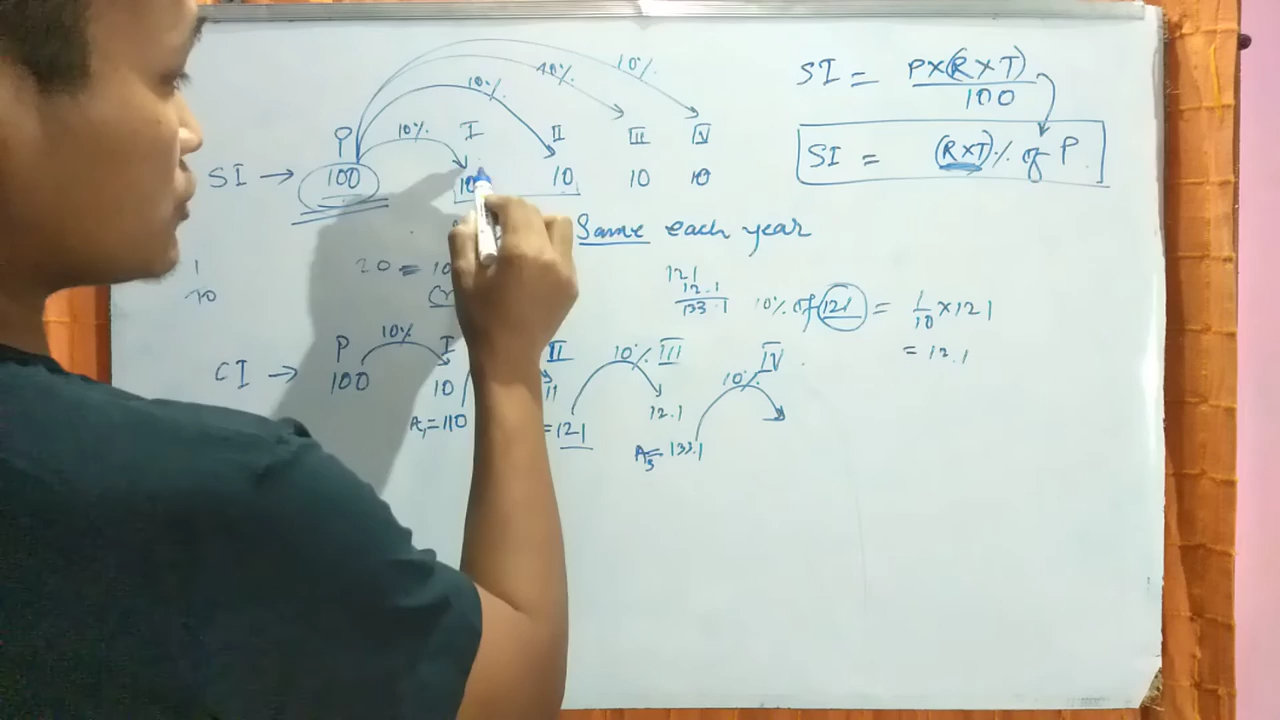 10% 10% 10% 10%
P I II III IV
SI → 100 10 10 10 10
SI = P×(R×T)
100
SI = (R×T)% of P
Same each year
1
10
20 = 10
121
12.1
133.1
10% of 121 = 1/10 × 121
= 12.1
10% 10% 10%
P I II III IV
CI → 100 10 11 12.1
A₁=110 =121 A₃=133.1